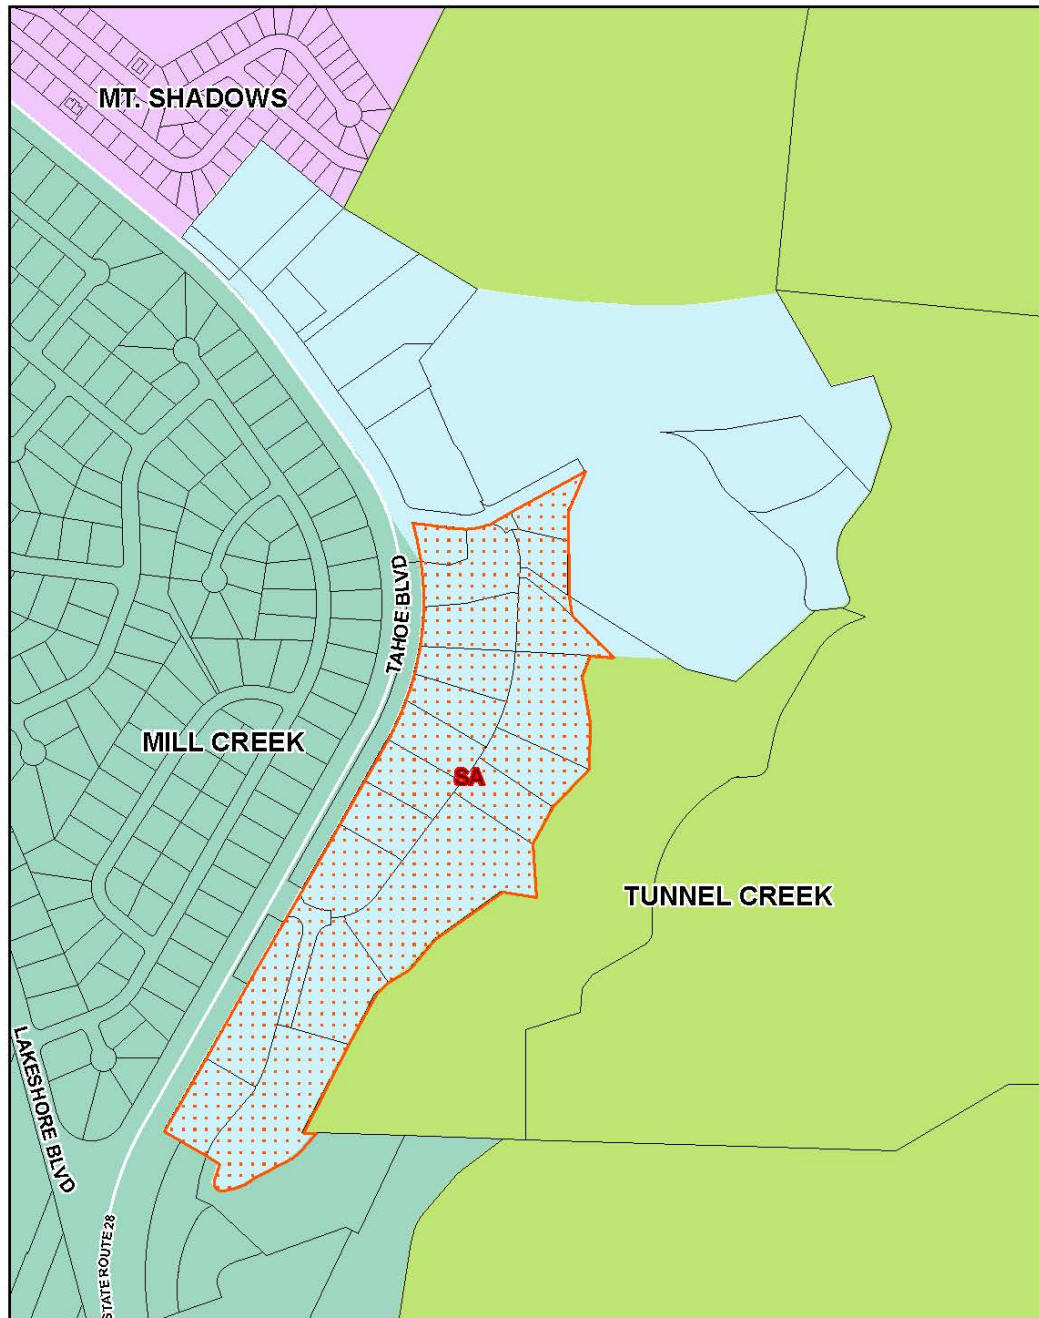 MT. SHADOWS
TAHOE BLVD
MILL CREEK
SA
TUNNEL CREEK
LAKESHORE BLVD
STATE ROUTE 28